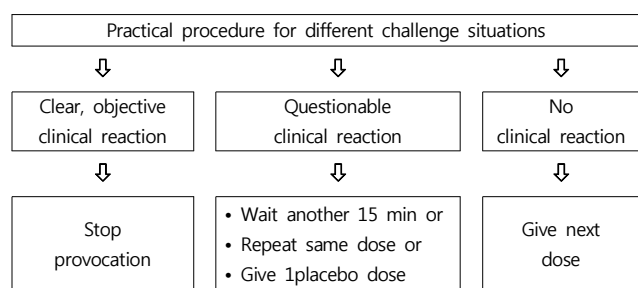 Practical procedure for different challenge situations
Clear, objective
clinical reaction
Questionable
clinical reaction
No
clinical reaction
Stop
provocation
• Wait another 15 min or
• Repeat same dose or
• Give 1placebo dose
Give next
dose